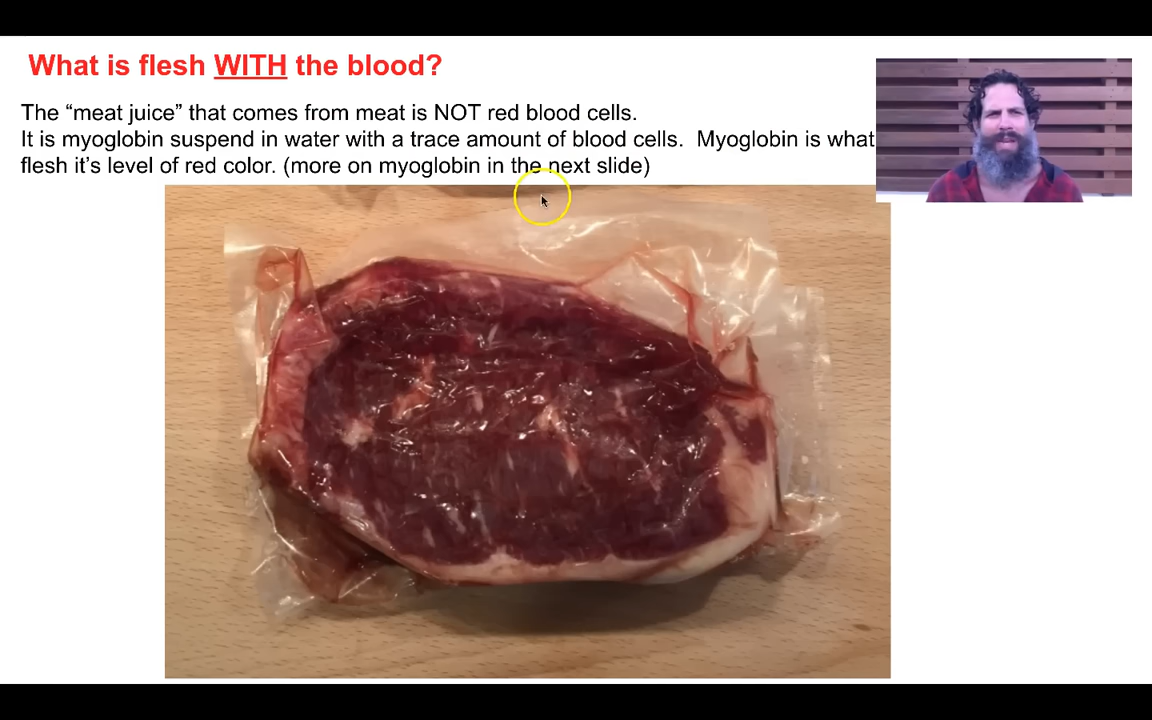 What is flesh WITH the blood?
The “meat juice” that comes from meat is NOT red blood cells.
It is myoglobin suspend in water with a trace amount of blood cells.  Myoglobin is what
flesh it’s level of red color. (more on myoglobin in the next slide)